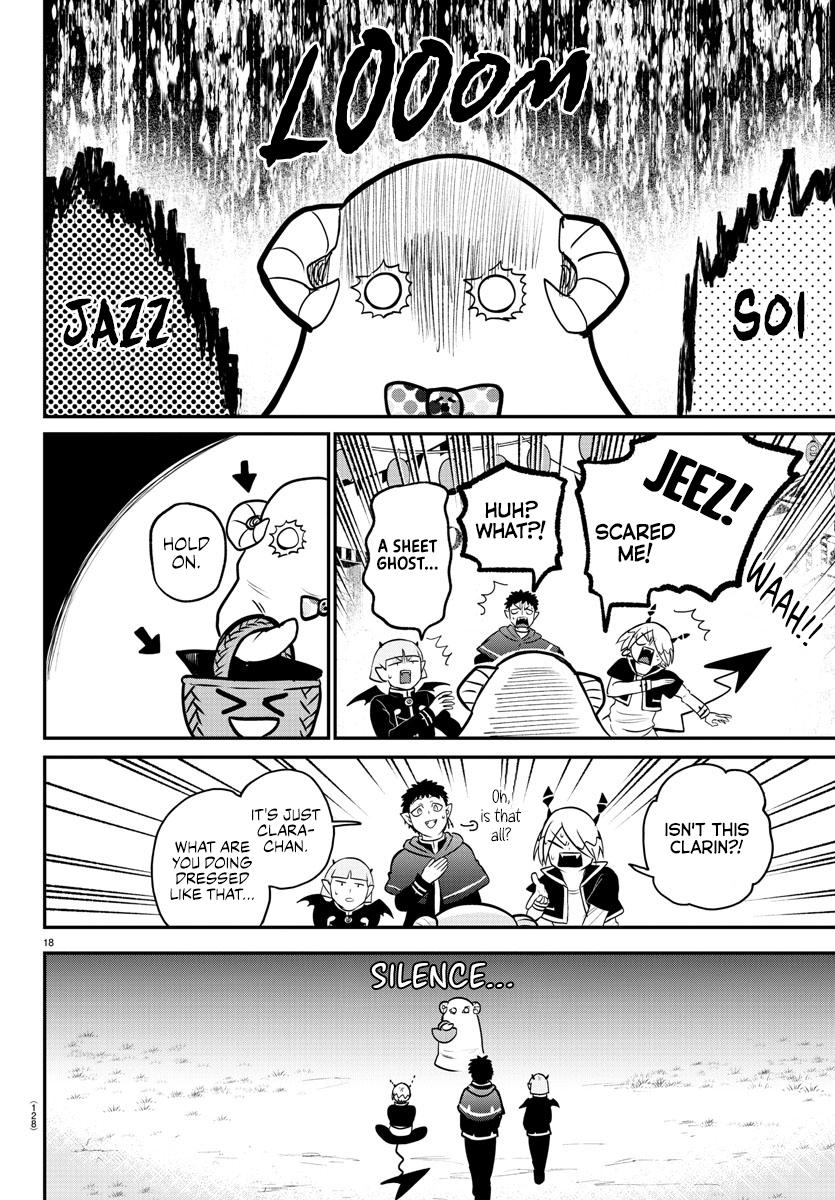 LOOOM
SOI
JAZZ
JEEZ!
SCARED
ME!
WAAH!!
HUH?
WHAT?!
A SHEET
GHOST...
HOLD
ON.
ISN'T THIS
CLARIN?!
Oh,
is that
all?
IT'S JUST
CLARA-
CHAN.
WHAT ARE
YOU DOING
DRESSED
LIKE THAT...
18
SILENCE...
(128)